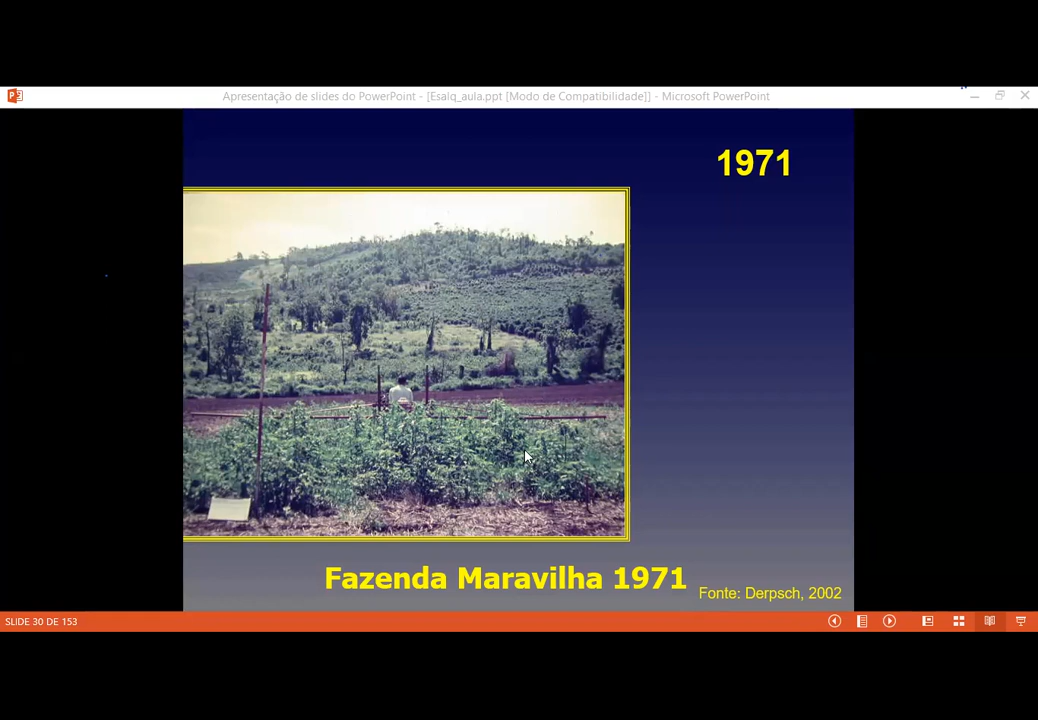 Apresentação de slides do PowerPoint - [Esalq_aula.ppt [Modo de Compatibilidade]] - Microsoft PowerPoint
1971
Fazenda Maravilha 1971
Fonte: Derpsch, 2002
SLIDE 30 DE 153